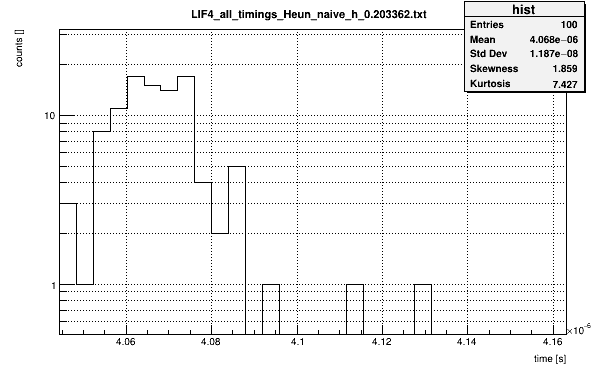 LIF4_all_timings_Heun_naive_h_0.203362.txt
hist
Entries 100
Mean 4.068e−06
Std Dev 1.187e−08
Skewness 1.859
Kurtosis 7.427
counts []
10
1
4.06 4.08 4.1 4.12 4.14 4.16
×10⁻⁶
time [s]